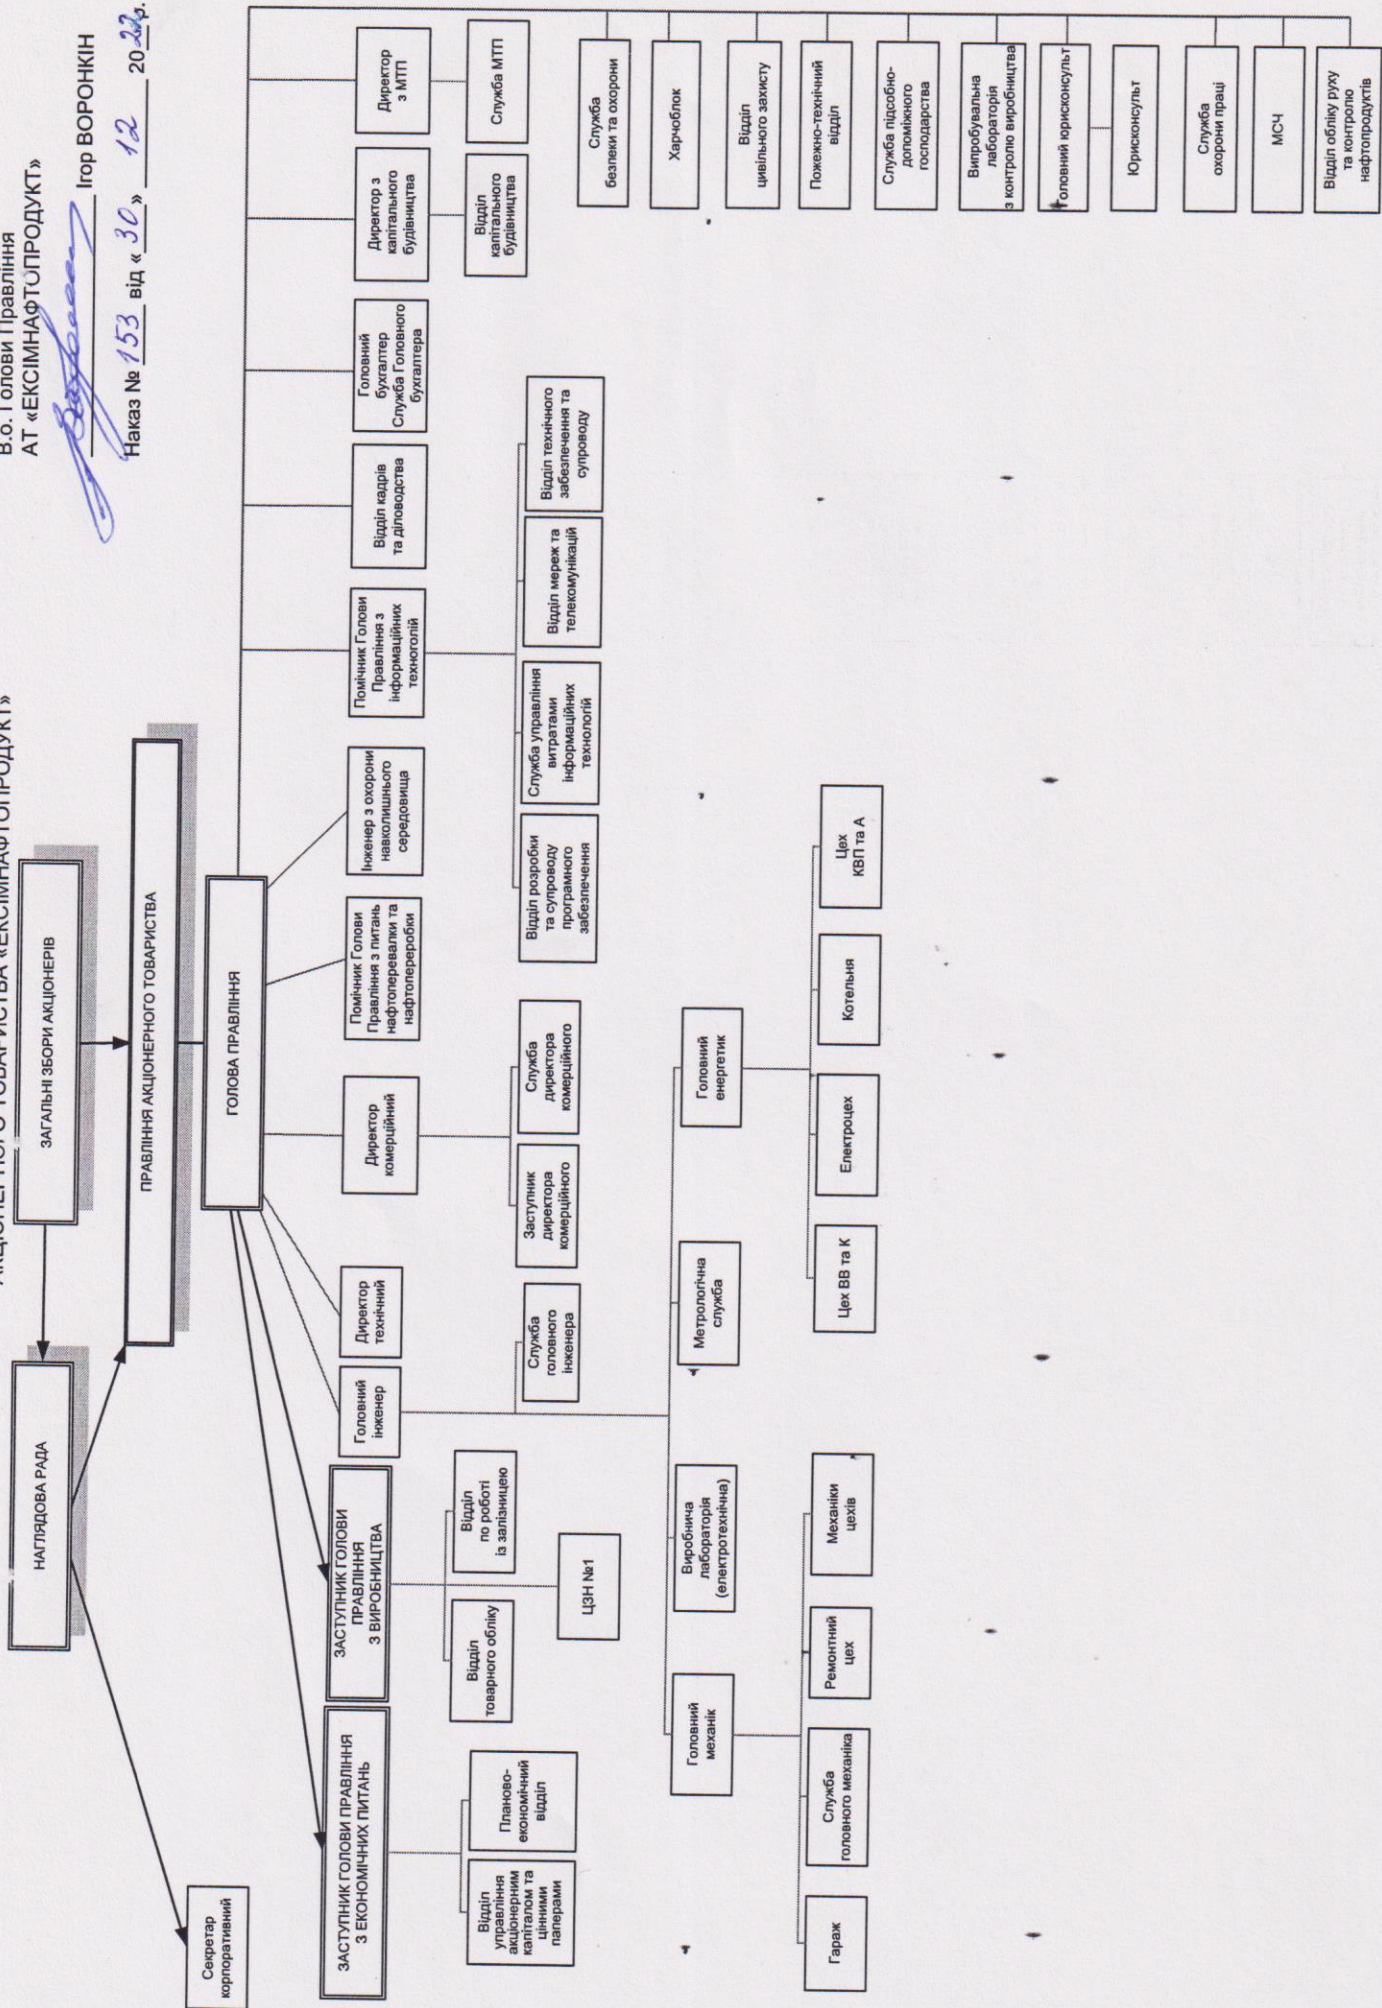 В.о. Голови Правління
АТ «ЕКСІМНАФТОПРОДУКТ»
Ігор ВОРОНКІН
Наказ № 153 від « 30 » 12 2022р.
АКЦІОНЕРНОГО ТОВАРИСТВА «ЕКСІМНАФТОПРОДУКТ»
ЗАГАЛЬНІ ЗБОРИ АКЦІОНЕРІВ
НАГЛЯДОВА РАДА
ПРАВЛІННЯ АКЦІОНЕРНОГО ТОВАРИСТВА
Секретар
корпоративний
ГОЛОВА ПРАВЛІННЯ
ЗАСТУПНИК ГОЛОВИ ПРАВЛІННЯ
З ЕКОНОМІЧНИХ ПИТАНЬ
ЗАСТУПНИК ГОЛОВИ
ПРАВЛІННЯ
З ВИРОБНИЦТВА
Головний
інженер
Директор
технічний
Директор
комерційний
Помічник Голови
Правління з питань
нафтоперевалки та
нафтопереробки
Інженер з охорони
навколишнього
середовища
Помічник Голови
Правління з
інформаційних
техноголій
Відділ кадрів
та діловодства
Головний
бухгалтер
Служба Головного
бухгалтера
Директор з
капітального
будівництва
Директор
з МТП
Відділ
управління
акціонерним
капіталом та
цінними
паперами
Планово-
економічний
відділ
Відділ
товарного обліку
Відділ
по роботі
із залізницею
ЦЗН №1
Служба
головного
інженера
Заступник
директора
комерційного
Служба
директора
комерційного
Відділ розробки
та супроводу
програмного
забезпечення
Служба управління
витратами
інформаційних
технологій
Відділ мереж та
телекомунікацій
Відділ технічного
забезпечення та
супроводу
Відділ
капітального
будівництва
Служба МТП
Головний
механік
Виробнича
лабораторія
(електротехнічна)
Метрологічна
служба
Головний
енергетик
Гараж
Служба
головного механіка
Ремонтний
цех
Механіки
цехів
Цех ВВ та К
Електроцех
Котельня
Цех
КВП та А
Служба
безпеки та охорони
Харчоблок
Відділ
цивільного захисту
Пожежно-технічний
відділ
Служба підсобно-
допоміжного
господарства
Випробувальна
лабораторія
з контролю виробництва
Головний юрисконсульт
Юрисконсульт
Служба
охорони праці
МСЧ
Відділ обліку руху
та контролю
нафтопродуктів